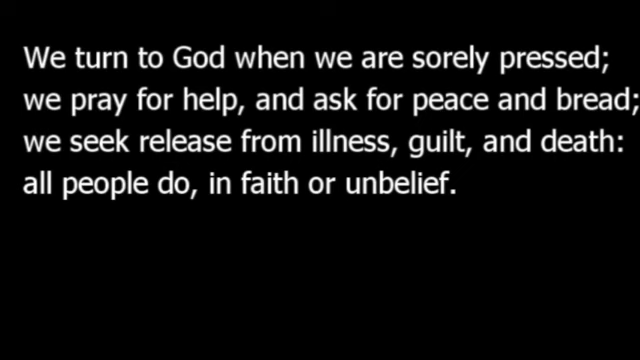 We turn to God when we are sorely pressed;
we pray for help, and ask for peace and bread;
we seek release from illness, guilt, and death:
all people do, in faith or unbelief.